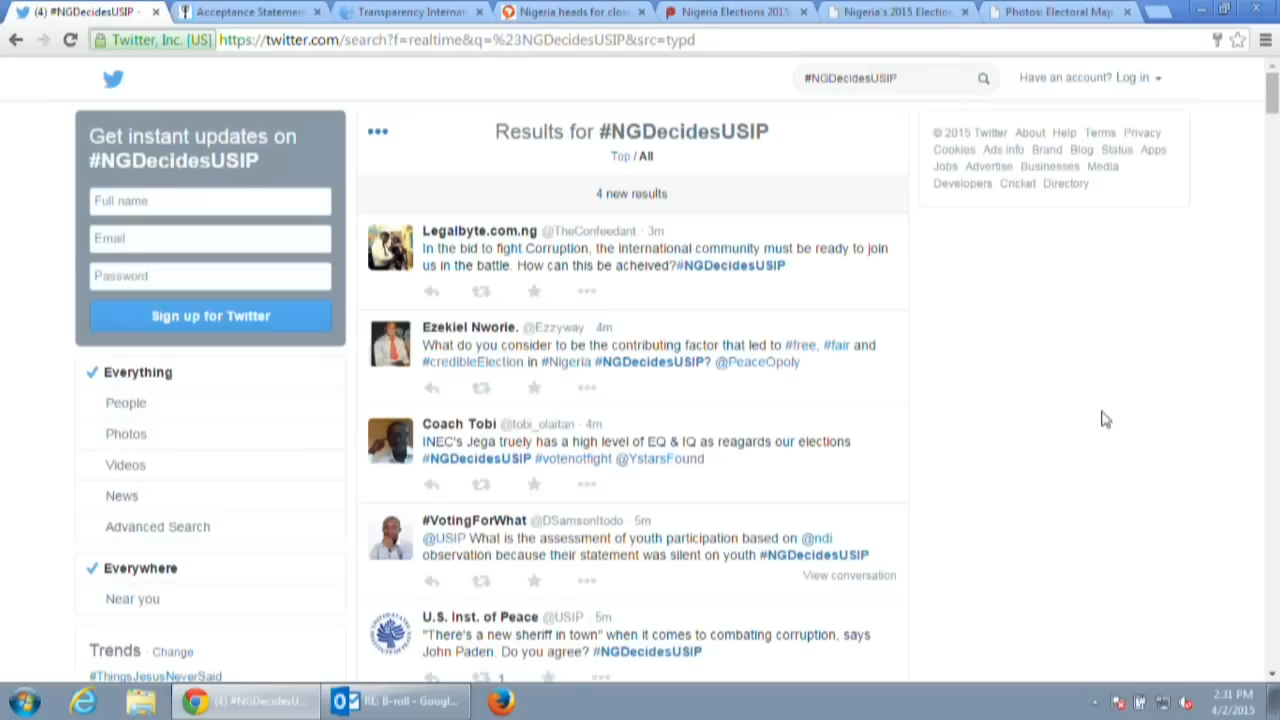 (4) #NGDecidesUSIP -
Acceptance Statemen
Transparency Internat
Nigeria heads for close
Nigeria Elections 2015
Nigeria's 2015 Election
Photos: Electoral Map
Twitter, Inc. [US]
https://twitter.com/search?f=realtime&q=%23NGDecidesUSIP&src=typd
#NGDecidesUSIP
Have an account? Log in
Get instant updates on
#NGDecidesUSIP
Full name
Email
Password
Sign up for Twitter
Everything
People
Photos
Videos
News
Advanced Search
Everywhere
Near you
Trends · Change
#ThingsJesusNeverSaid
Results for #NGDecidesUSIP
Top / All
4 new results
Legalbyte.com.ng @TheConfeedant · 3m
In the bid to fight Corruption, the international community must be ready to join
us in the battle. How can this be acheived?#NGDecidesUSIP
Ezekiel Nworie. @Ezzyway · 4m
What do you consider to be the contributing factor that led to #free, #fair and
#credibleElection in #Nigeria #NGDecidesUSIP? @PeaceOpoly
Coach Tobi @tobi_olaitan · 4m
INEC's Jega truely has a high level of EQ & IQ as reagards our elections
#NGDecidesUSIP #votenotfight @YstarsFound
#VotingForWhat @DSamsonItodo · 5m
@USIP What is the assessment of youth participation based on @ndi
observation because their statement was silent on youth #NGDecidesUSIP
View conversation
U.S. Inst. of Peace @USIP · 5m
"There's a new sheriff in town" when it comes to combating corruption, says
John Paden. Do you agree? #NGDecidesUSIP
1
© 2015 Twitter About Help Terms Privacy
Cookies Ads info Brand Blog Status Apps
Jobs Advertise Businesses Media
Developers Cricket Directory
(4) #NGDecidesU...
RE: B-roll - Googl...
2:31 PM
4/2/2015